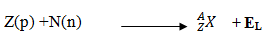 Z(p) +N(n) ⟶ ᴬ_Z X + E_L